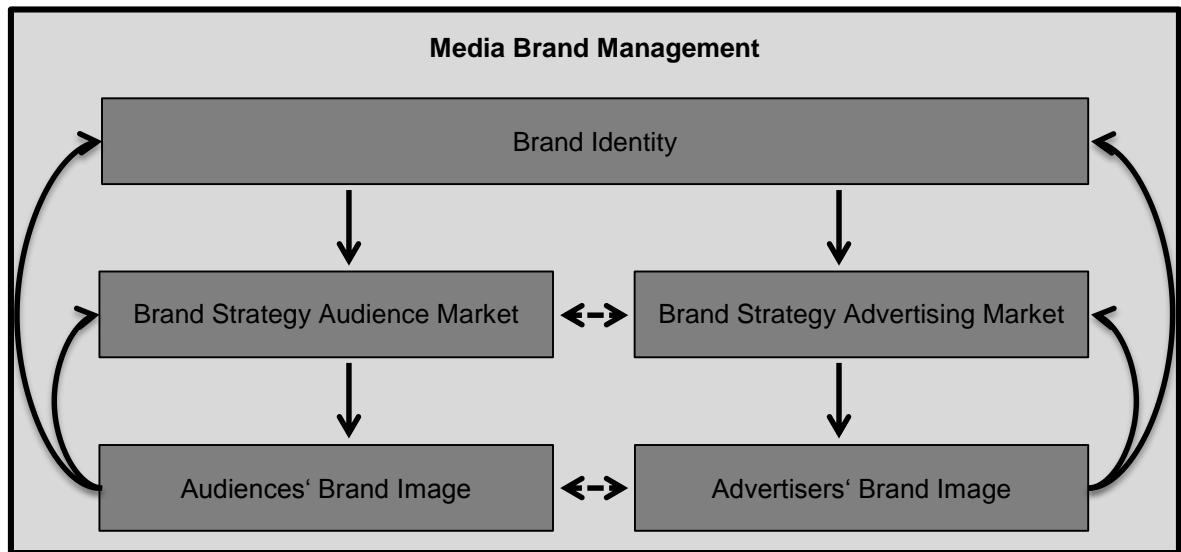 Media Brand Management
Brand Identity
Brand Strategy Audience Market
Brand Strategy Advertising Market
Audiences‘ Brand Image
Advertisers‘ Brand Image